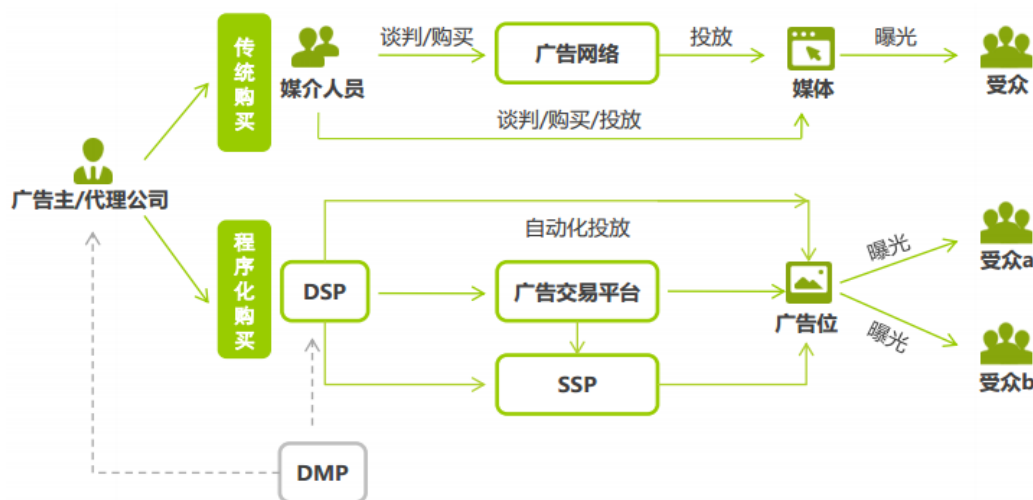 传统购买
媒介人员
谈判/购买
广告网络
投放
媒体
曝光
受众
谈判/购买/投放
广告主/代理公司
程序化购买
自动化投放
DSP
广告交易平台
SSP
广告位
曝光
受众a
曝光
受众b
DMP